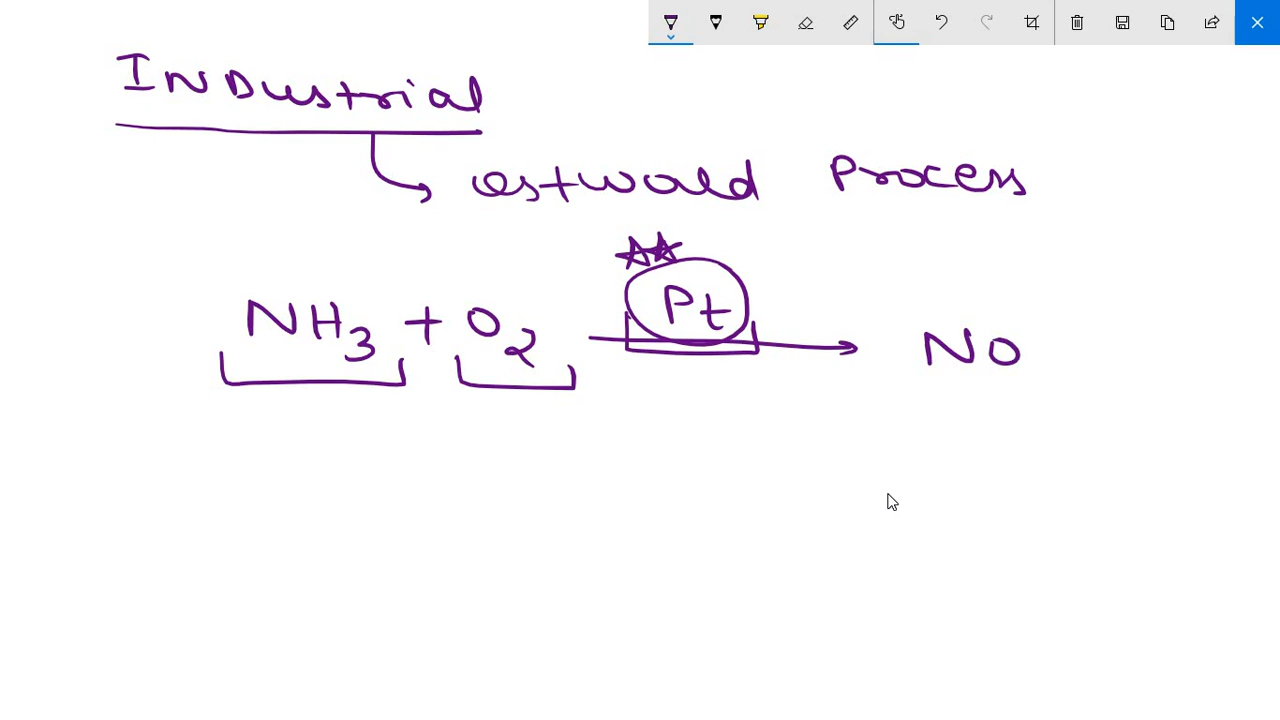 Industrial
ostwald Process
NH3 + O2 Pt → NO